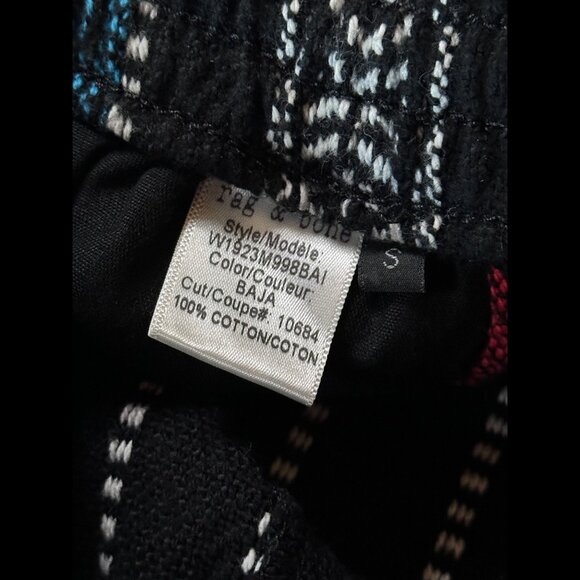 rag & bone
Style/Modèle:
W1923M998BAI
Color/Couleur:
BAJA
Cut/Coupe#: 10684
100% COTTON/COTON
S